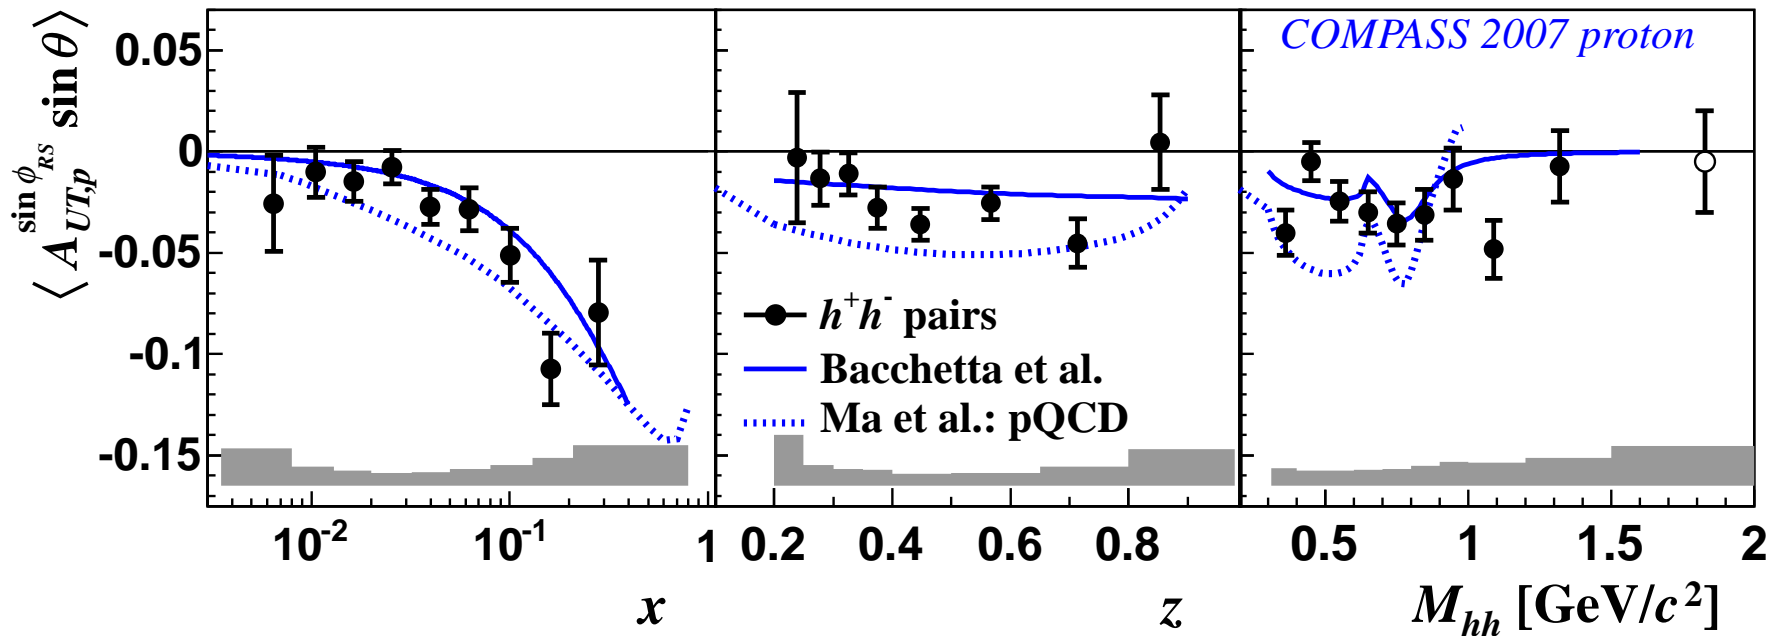 ⟨ A_{UT,p}^{sin ϕ_{RS}} sin θ ⟩
COMPASS 2007 proton
0.05
0
-0.05
-0.1
-0.15
h⁺h⁻ pairs
Bacchetta et al.
Ma et al.: pQCD
10⁻² 10⁻¹ 1 0.2 0.4 0.6 0.8 0.5 1 1.5 2
x z M_{hh} [GeV/c²]